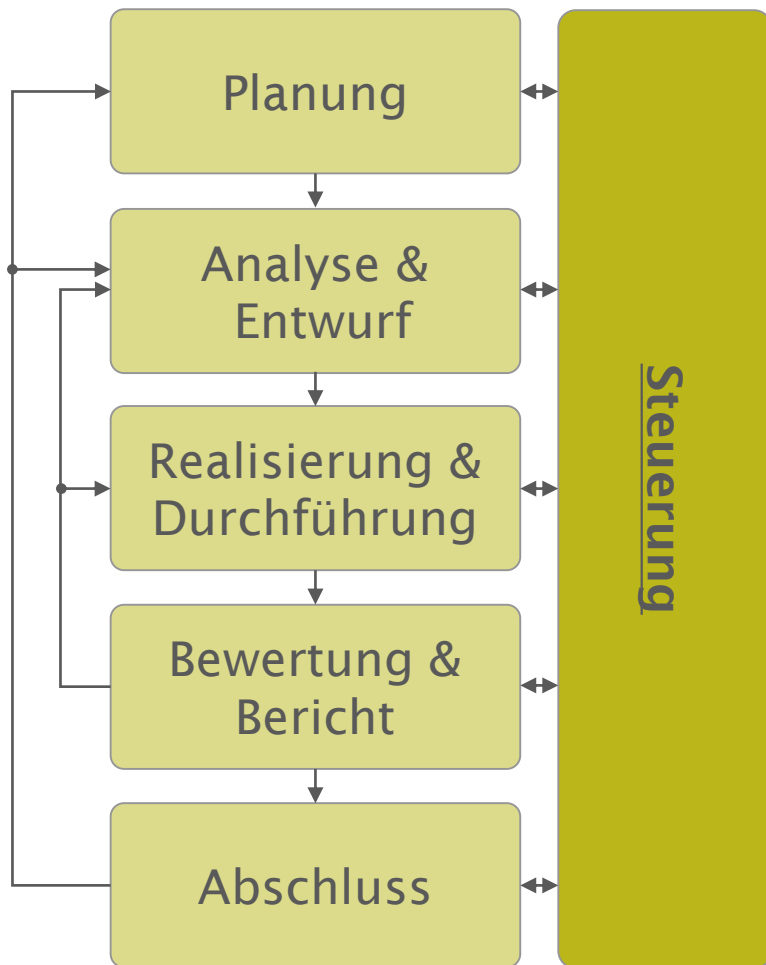 Planung
Analyse &
Entwurf
Realisierung &
Durchführung
Bewertung &
Bericht
Abschluss
Steuerung